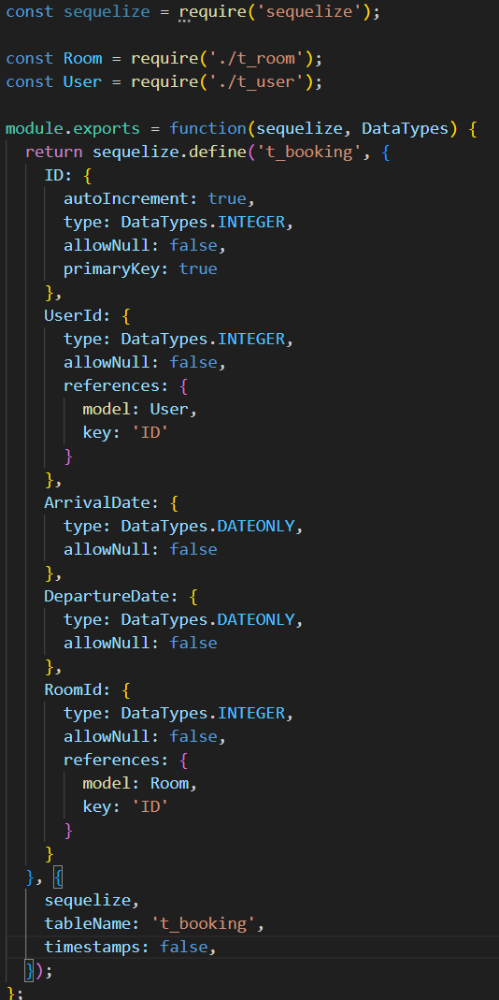 const sequelize = require('sequelize');
const Room = require('./t_room');
const User = require('./t_user');
module.exports = function(sequelize, DataTypes) {
  return sequelize.define('t_booking', {
    ID: {
      autoIncrement: true,
      type: DataTypes.INTEGER,
      allowNull: false,
      primaryKey: true
    },
    UserId: {
      type: DataTypes.INTEGER,
      allowNull: false,
      references: {
        model: User,
        key: 'ID'
      }
    },
    ArrivalDate: {
      type: DataTypes.DATEONLY,
      allowNull: false
    },
    DepartureDate: {
      type: DataTypes.DATEONLY,
      allowNull: false
    },
    RoomId: {
      type: DataTypes.INTEGER,
      allowNull: false,
      references: {
        model: Room,
        key: 'ID'
      }
    }
  }, {
    sequelize,
    tableName: 't_booking',
    timestamps: false,
  });
};